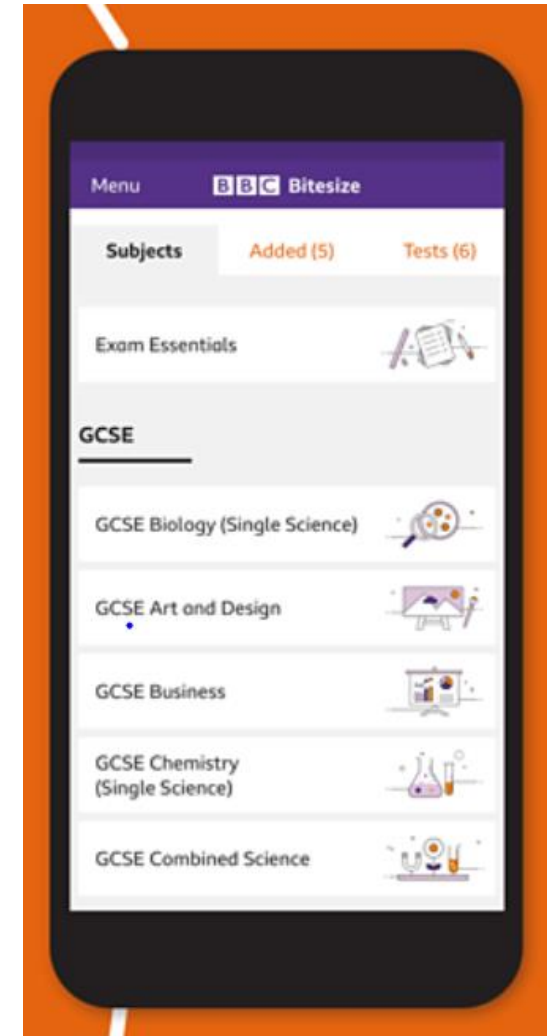 Menu BBC Bitesize
Subjects Added (5) Tests (6)
Exam Essentials
GCSE
GCSE Biology (Single Science)
GCSE Art and Design
GCSE Business
GCSE Chemistry
(Single Science)
GCSE Combined Science